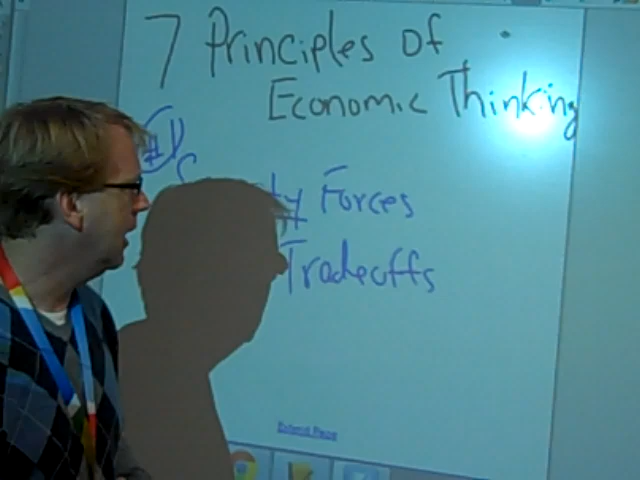 7 Principles Of
Economic Thinking
#1
Forces
Tradeoffs
Extend Page